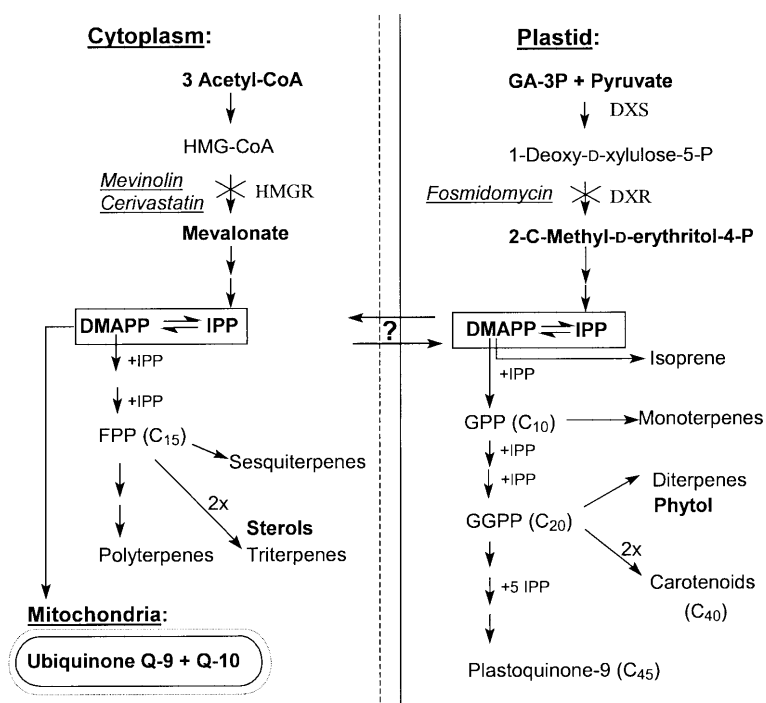 Cytoplasm:
3 Acetyl-CoA
HMG-CoA
Mevinolin
Cerivastatin
HMGR
Mevalonate
DMAPP IPP
+IPP
+IPP
FPP (C15)
Sesquiterpenes
2x
Sterols
Triterpenes
Polyterpenes
Mitochondria:
Ubiquinone Q-9 + Q-10
?
Plastid:
GA-3P + Pyruvate
DXS
1-Deoxy-D-xylulose-5-P
Fosmidomycin
DXR
2-C-Methyl-D-erythritol-4-P
DMAPP IPP
Isoprene
+IPP
GPP (C10)
Monoterpenes
+IPP
+IPP
GGPP (C20)
Diterpenes
Phytol
2x
Carotenoids
(C40)
+5 IPP
Plastoquinone-9 (C45)